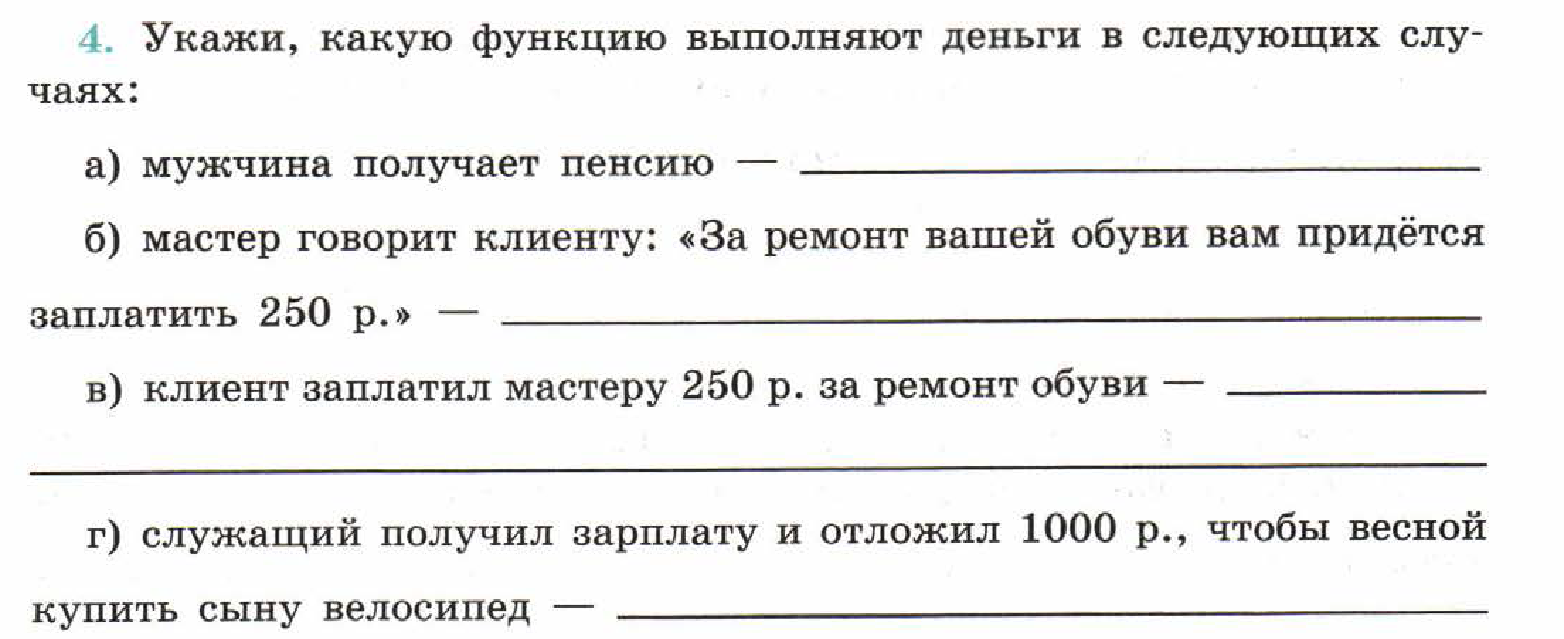 4. Укажи, какую функцию выполняют деньги в следующих слу-
чаях:
а) мужчина получает пенсию —
б) мастер говорит клиенту: «За ремонт вашей обуви вам придётся
заплатить 250 р.» —
в) клиент заплатил мастеру 250 р. за ремонт обуви —
г) служащий получил зарплату и отложил 1000 р., чтобы весной
купить сыну велосипед —